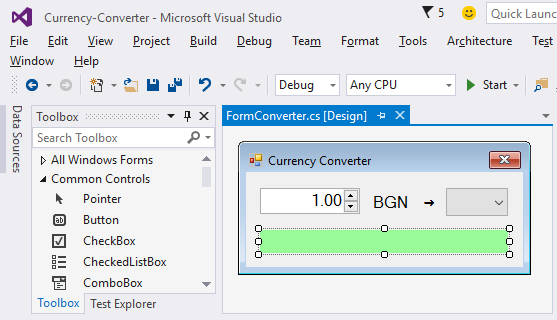 Currency-Converter - Microsoft Visual Studio
5
Quick Laun
File Edit View Project Build Debug Team Format Tools Architecture Test
Window Help
Debug
Any CPU
Start
Data Sources
Toolbox
Search Toolbox
All Windows Forms
Common Controls
Pointer
Button
CheckBox
CheckedListBox
ComboBox
Toolbox Test Explorer
FormConverter.cs [Design]
Currency Converter
1.00 BGN →